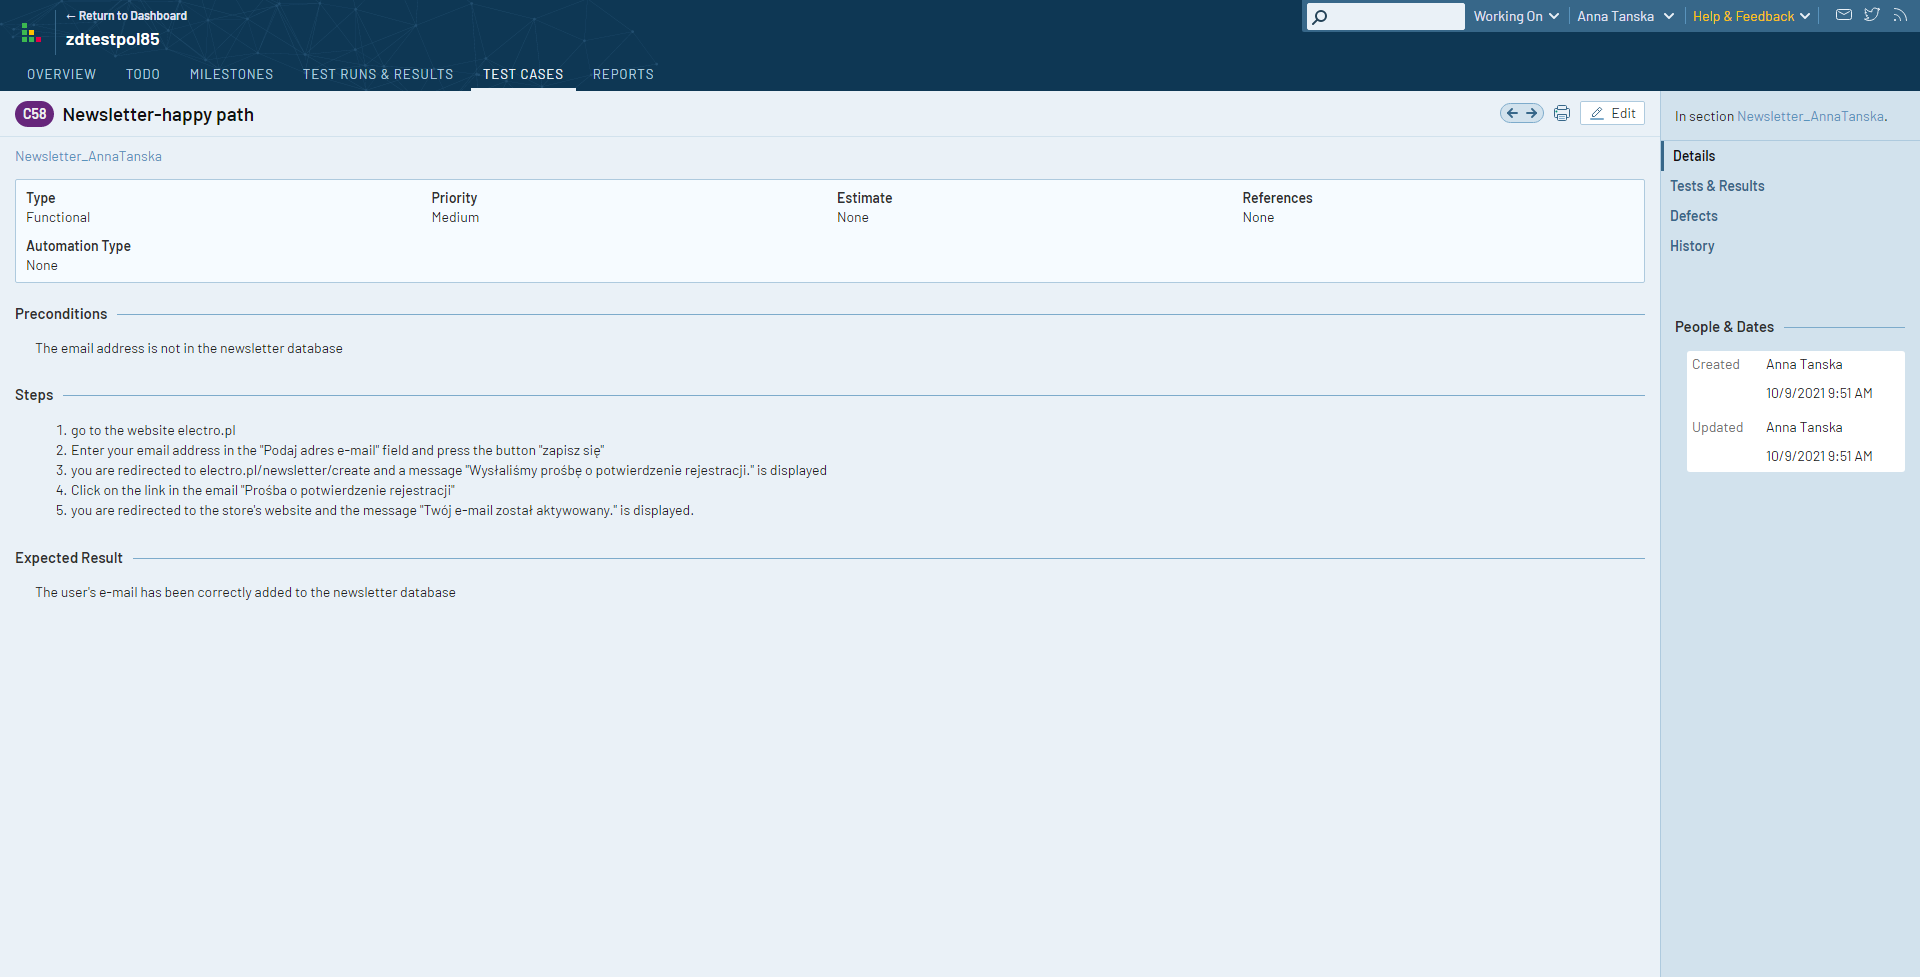 ← Return to Dashboard
zdtestpol85
Working On
Anna Tanska
Help & Feedback
OVERVIEW
TODO
MILESTONES
TEST RUNS & RESULTS
TEST CASES
REPORTS
C58
Newsletter-happy path
Edit
Newsletter_AnnaTanska
Type
Functional
Priority
Medium
Estimate
None
References
None
Automation Type
None
Preconditions
The email address is not in the newsletter database
Steps
1. go to the website electro.pl
2. Enter your email address in the "Podaj adres e-mail" field and press the button "zapisz się"
3. you are redirected to electro.pl/newsletter/create and a message "Wysłaliśmy prośbę o potwierdzenie rejestracji." is displayed
4. Click on the link in the email "Prośba o potwierdzenie rejestracji"
5. you are redirected to the store's website and the message "Twój e-mail został aktywowany." is displayed.
Expected Result
The user's e-mail has been correctly added to the newsletter database
In section Newsletter_AnnaTanska.
Details
Tests & Results
Defects
History
People & Dates
Created
Anna Tanska
10/9/2021 9:51 AM
Updated
Anna Tanska
10/9/2021 9:51 AM